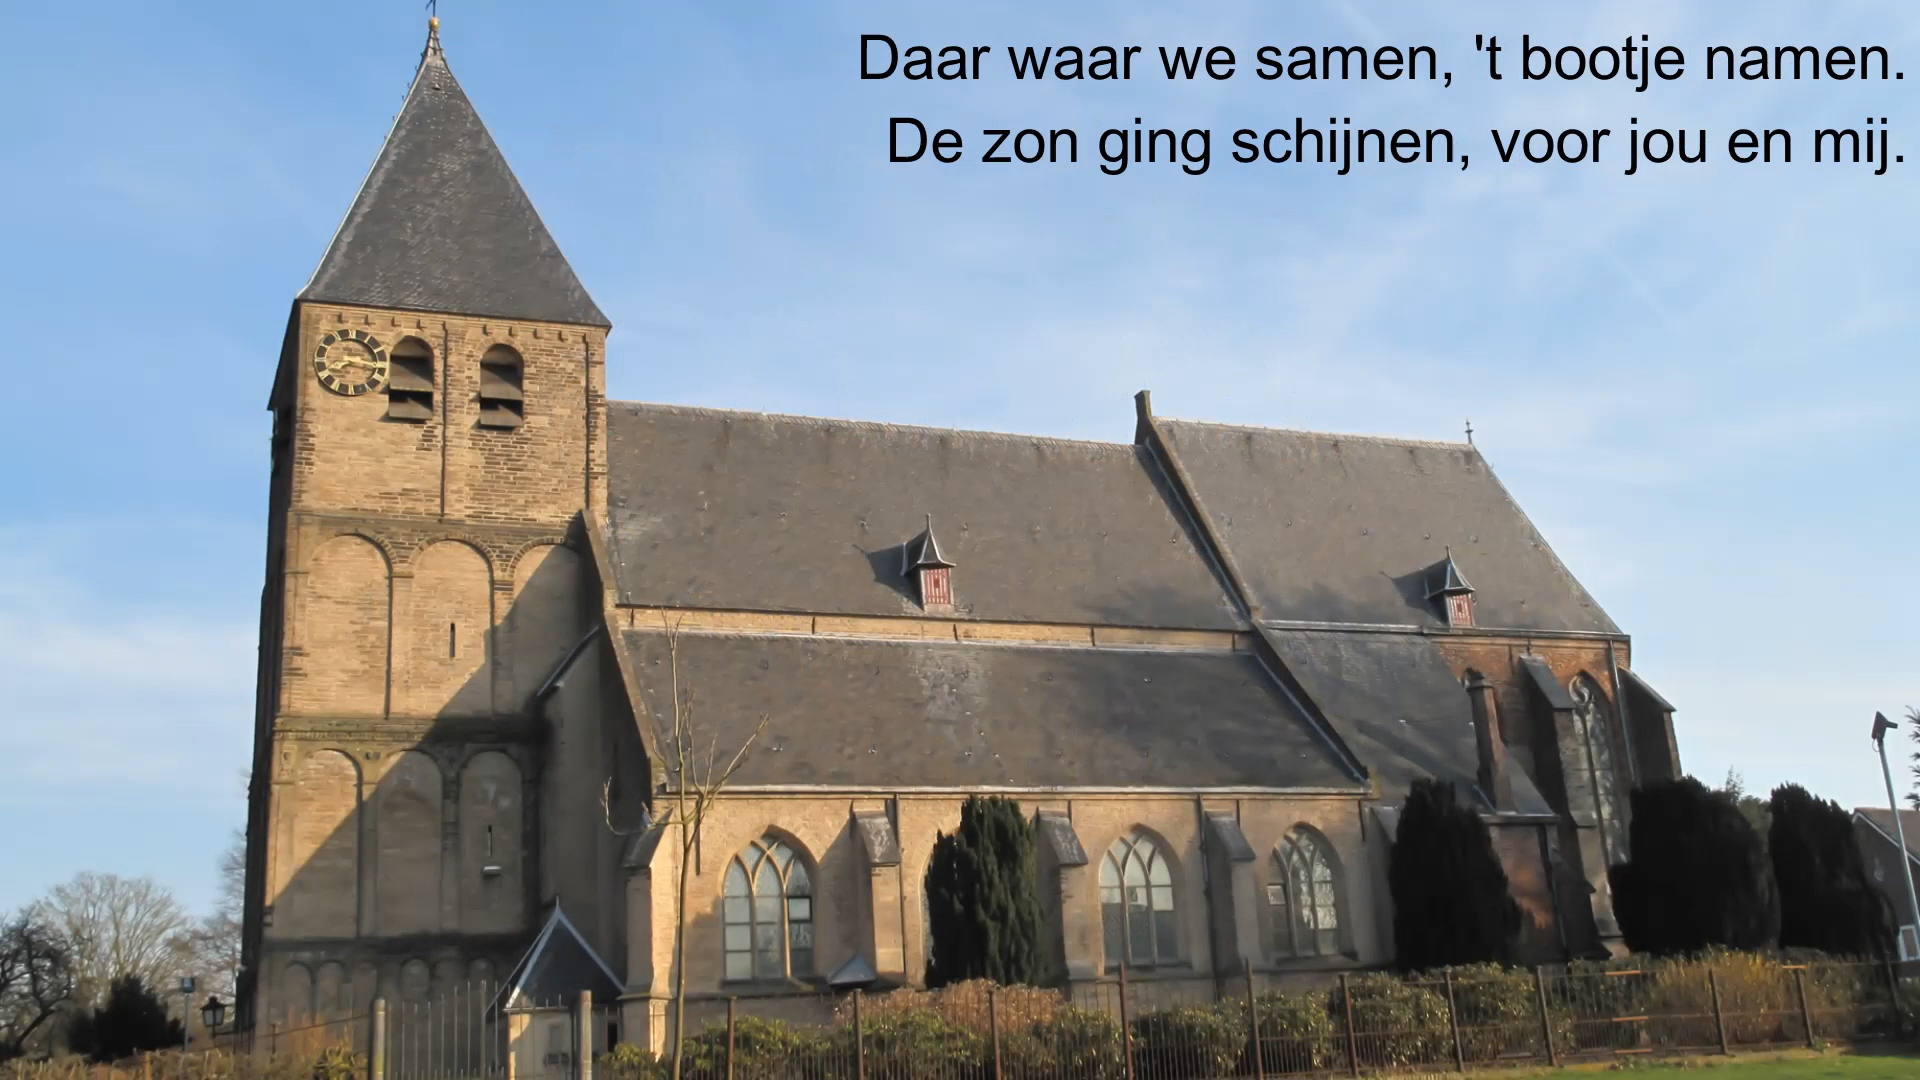 Daar waar we samen, 't bootje namen.
De zon ging schijnen, voor jou en mij.